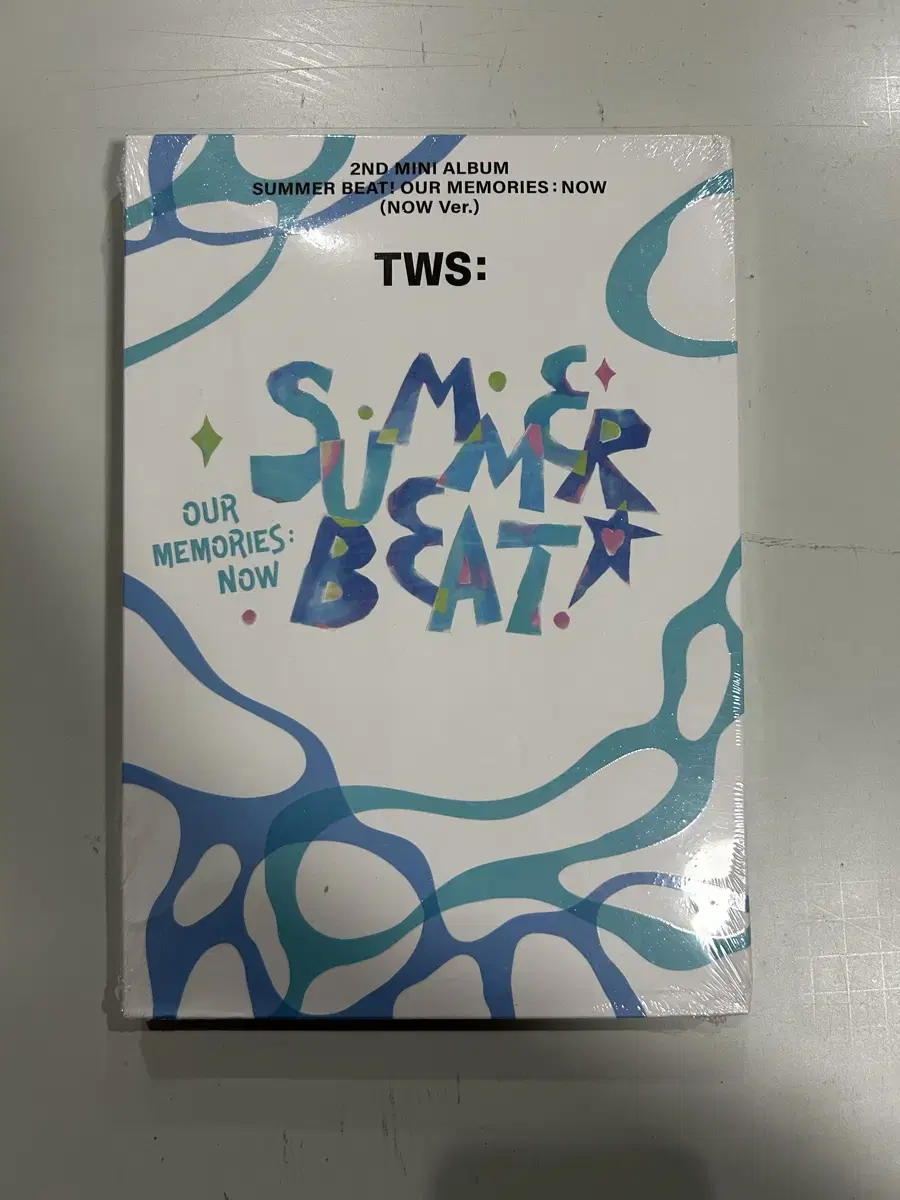 2ND MINI ALBUM
SUMMER BEAT! OUR MEMORIES : NOW
(NOW Ver.)
TWS:
SUMMER
BEAT!
OUR
MEMORIES:
NOW